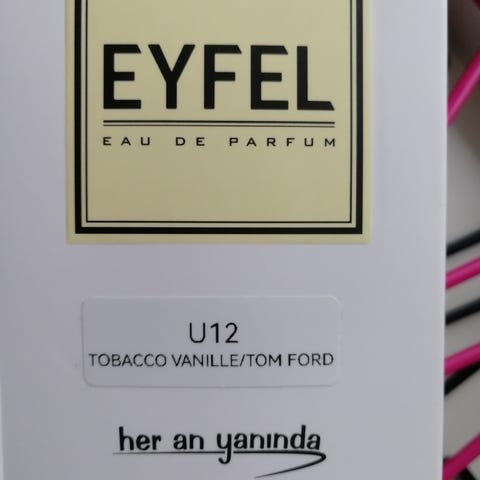 EYFEL
EAU DE PARFUM
U12
TOBACCO VANILLE/TOM FORD
her an yanında